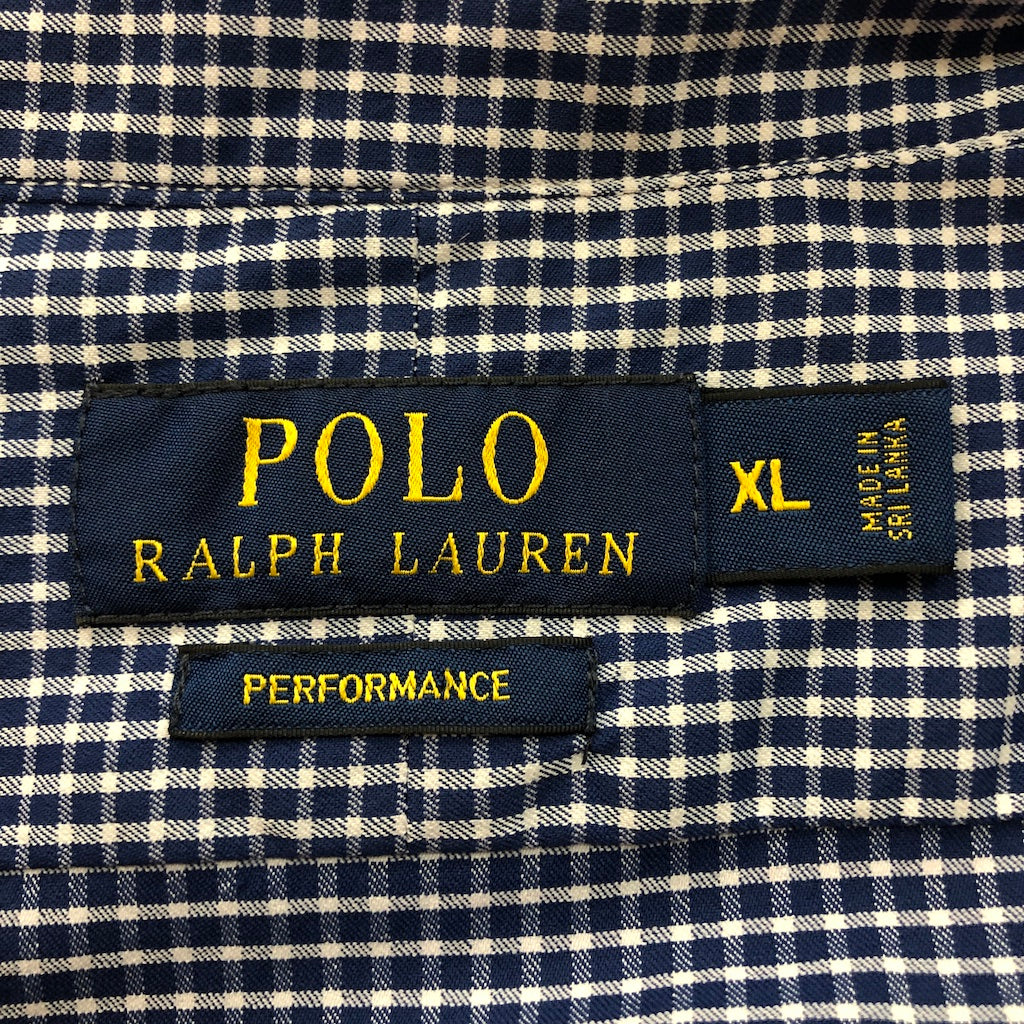 POLO
RALPH LAUREN
XL
MADE IN
SRI LANKA
PERFORMANCE